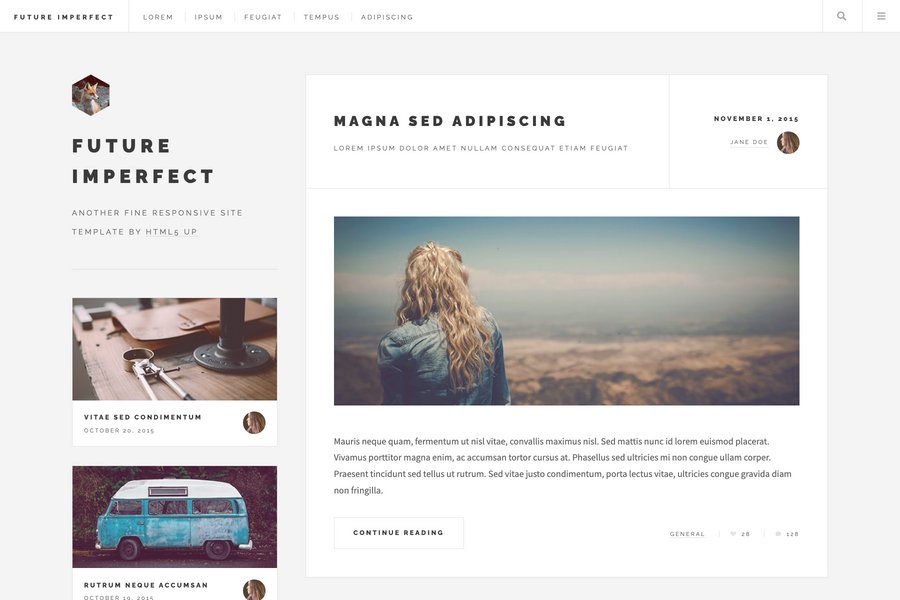 FUTURE IMPERFECT
LOREM
IPSUM
FEUGIAT
TEMPUS
ADIPISCING
FUTURE
IMPERFECT
ANOTHER FINE RESPONSIVE SITE
TEMPLATE BY HTML5 UP
VITAE SED CONDIMENTUM
OCTOBER 20, 2015
RUTRUM NEQUE ACCUMSAN
OCTOBER 19, 2015
MAGNA SED ADIPISCING
LOREM IPSUM DOLOR AMET NULLAM CONSEQUAT ETIAM FEUGIAT
NOVEMBER 1, 2015
JANE DOE
Mauris neque quam, fermentum ut nisl vitae, convallis maximus nisl. Sed mattis nunc id lorem euismod placerat.
Vivamus porttitor magna enim, ac accumsan tortor cursus at. Phasellus sed ultricies mi non congue ullam corper.
Praesent tincidunt sed tellus ut rutrum. Sed vitae justo condimentum, porta lectus vitae, ultricies congue gravida diam
non fringilla.
CONTINUE READING
GENERAL
28
128